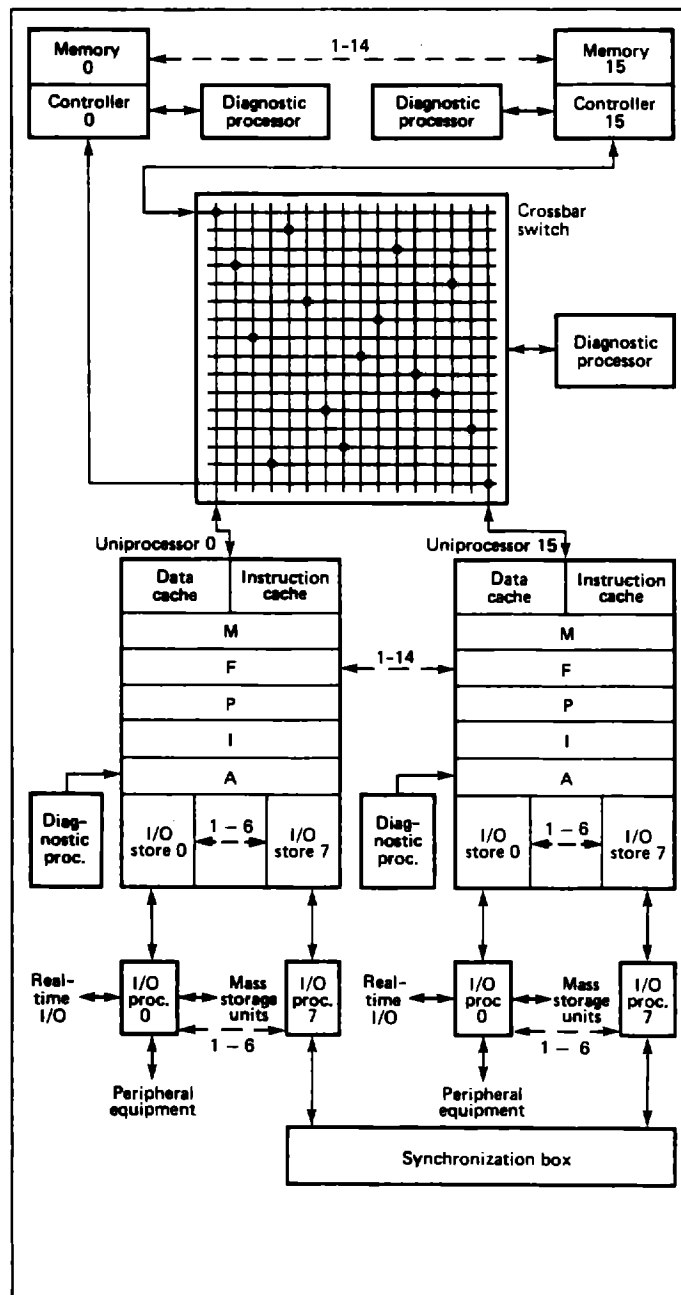 1-14
Memory
0
Memory
15
Controller
0
Diagnostic
processor
Diagnostic
processor
Controller
15
Crossbar
switch
Diagnostic
processor
Uniprocessor 0
Uniprocessor 15
Data
cache
Instruction
cache
Data
cache
Instruction
cache
M
M
F
1-14
F
P
P
I
I
A
A
Diag-
nostic
proc.
I/O
store 0
1 – 6
I/O
store 7
Diag-
nostic
proc.
I/O
store 0
1 – 6
I/O
store 7
Real-
time
I/O
I/O
proc.
0
Mass
storage
units
1 – 6
I/O
proc.
7
Real-
time
I/O
I/O
proc
0
Mass
storage
units
1 – 6
I/O
proc.
7
Peripheral
equipment
Peripheral
equipment
Synchronization box